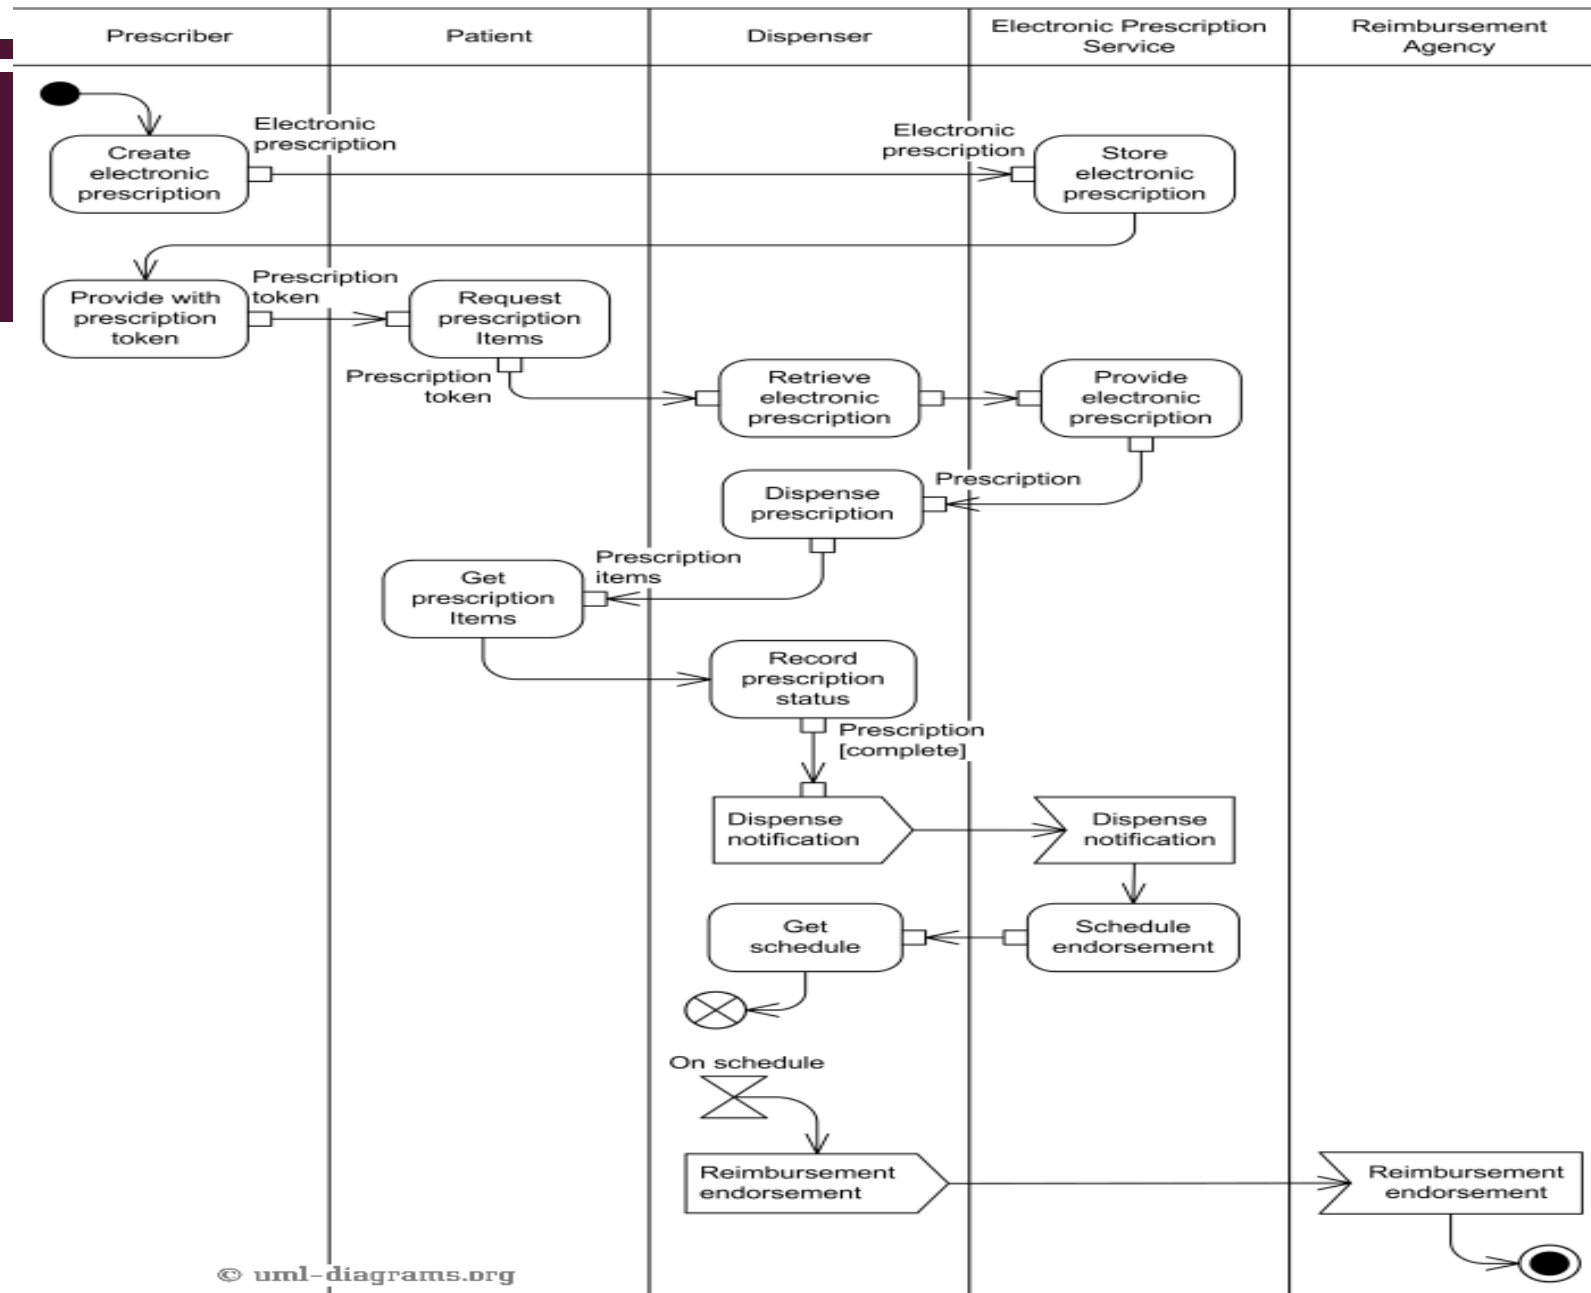 Prescriber
Patient
Dispenser
Electronic Prescription
Service
Reimbursement
Agency
Electronic
prescription
Electronic
prescription
Create
electronic
prescription
Store
electronic
prescription
Prescription
token
Provide with
prescription
token
Request
prescription
Items
Prescription
token
Retrieve
electronic
prescription
Provide
electronic
prescription
Prescription
Dispense
prescription
Prescription
items
Get
prescription
Items
Record
prescription
status
Prescription
[complete]
Dispense
notification
Dispense
notification
Get
schedule
Schedule
endorsement
On schedule
Reimbursement
endorsement
Reimbursement
endorsement
© uml-diagrams.org